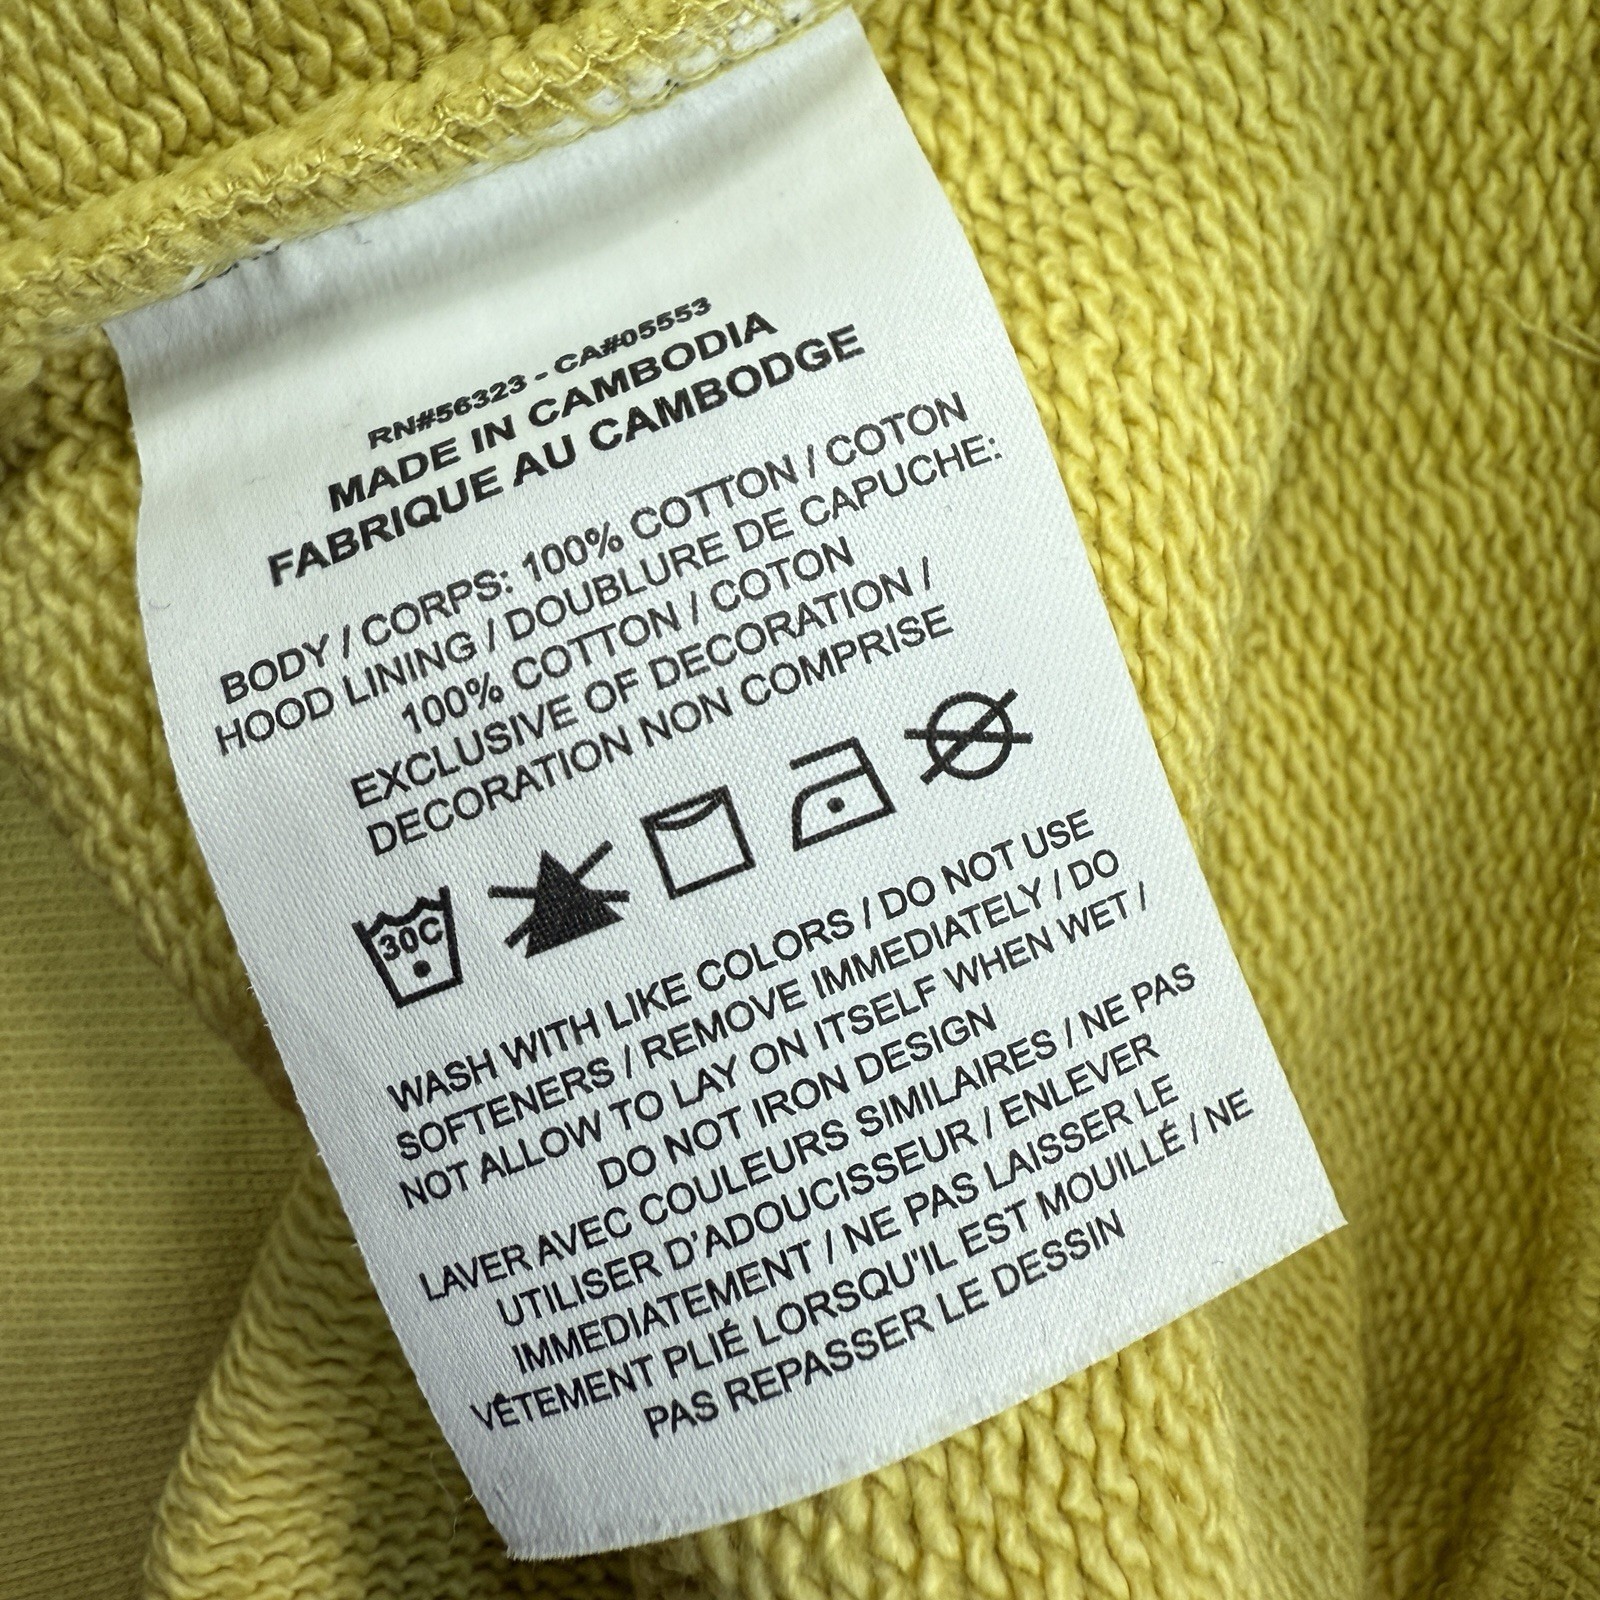 RN#56323 - CA#05553
MADE IN CAMBODIA
FABRIQUE AU CAMBODGE
BODY / CORPS: 100% COTTON / COTON
HOOD LINING / DOUBLURE DE CAPUCHE:
100% COTTON / COTON
EXCLUSIVE OF DECORATION /
DECORATION NON COMPRISE
30C
WASH WITH LIKE COLORS / DO NOT USE
SOFTENERS / REMOVE IMMEDIATELY / DO
NOT ALLOW TO LAY ON ITSELF WHEN WET /
DO NOT IRON DESIGN
LAVER AVEC COULEURS SIMILAIRES / NE PAS
UTILISER D'ADOUCISSEUR / ENLEVER
IMMEDIATEMENT / NE PAS LAISSER LE
VÊTEMENT PLIÉ LORSQU'IL EST MOUILLÉ / NE
PAS REPASSER LE DESSIN